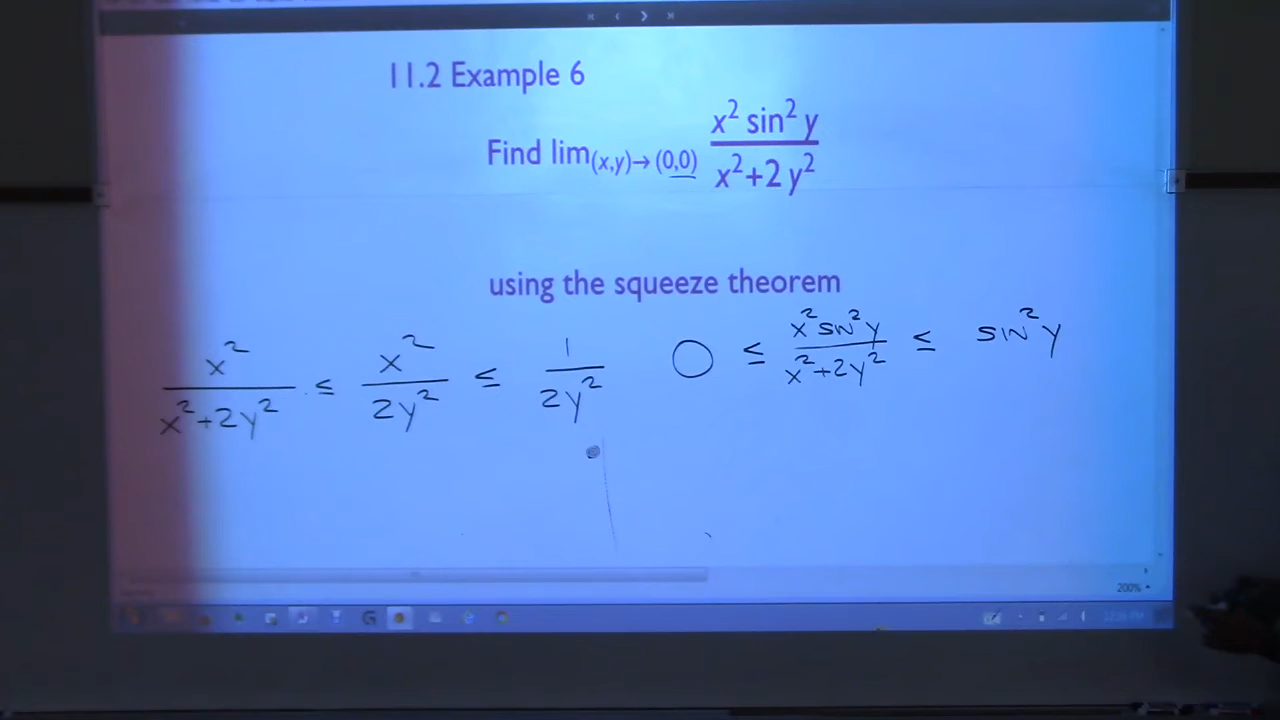 11.2 Example 6
Find lim(x,y)→(0,0) x² sin² y / x²+2y²
using the squeeze theorem
x² / x²+2y² ≤ x² / 2y² ≤ 1 / 2y²
0 ≤ x² sin² y / x²+2y² ≤ sin² y
200%